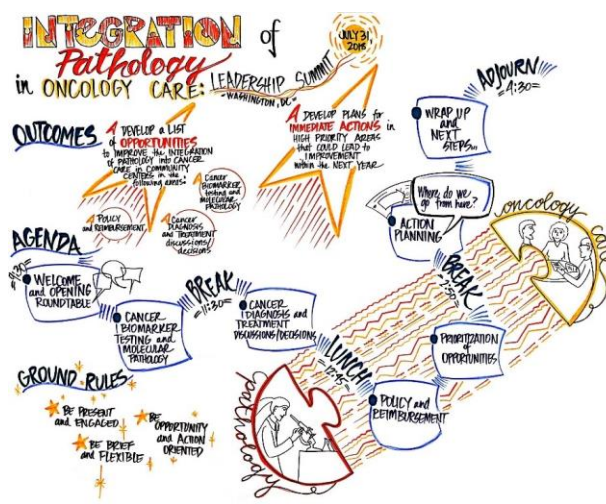 INTEGRATION of
Pathology
in ONCOLOGY CARE:
LEADERSHIP SUMMIT
-WASHINGTON, DC-
JULY 31
2018
OUTCOMES
A DEVELOP A LIST
of OPPORTUNITIES
to IMPROVE the INTEGRATION
of PATHOLOGY into CANCER
CARE in COMMUNITY
CENTERS in the
following areas:
A POLICY
and REIMBURSEMENT
A Cancer
BIOMARKER
testing and
MOLECULAR
PATHOLOGY
A Cancer
DIAGNOSIS
and TREATMENT
discussions/
decisions
A DEVELOP PLANS for
IMMEDIATE ACTIONS in
HIGH PRIORITY AREAS
that COULD LEAD to
IMPROVEMENT
within the NEXT YEAR
AGENDA
=9:30=
WELCOME
and OPENING
ROUNDTABLE
CANCER
BIOMARKER
TESTING and
MOLECULAR
PATHOLOGY
BREAK
=11:30=
CANCER
DIAGNOSIS and
TREATMENT
DISCUSSIONS/DECISIONS
LUNCH
=12:45=
POLICY and
REIMBURSEMENT
PRIORITIZATION
of
OPPORTUNITIES
BREAK
2:30
ACTION
PLANNING
Where do we
go from here?
WRAP UP
and NEXT
STEPS...
ADJOURN
=4:30=
oncology care
pathology
GROUND RULES
BE PRESENT
and ENGAGED
BE BRIEF
and FLEXIBLE
BE
OPPORTUNITY
and ACTION
ORIENTED